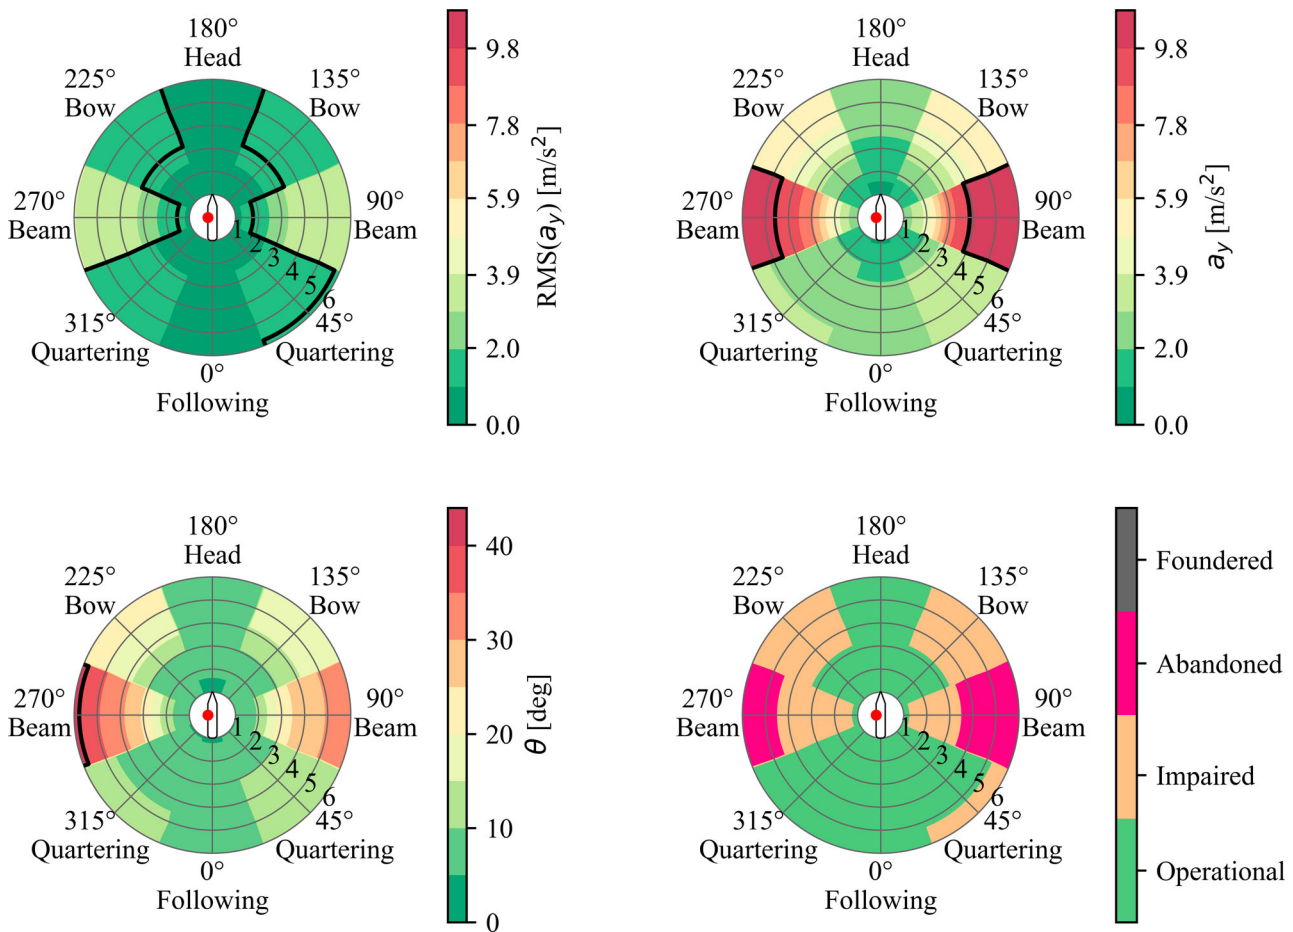 180°
Head
225°
Bow
135°
Bow
270°
Beam
90°
Beam
1
2
3
4
5
6
315°
Quartering
45°
Quartering
0°
Following
9.8
7.8
5.9
3.9
2.0
0.0
RMS(a_y) [m/s²]
180°
Head
225°
Bow
135°
Bow
270°
Beam
90°
Beam
1
2
3
4
5
6
315°
Quartering
45°
Quartering
0°
Following
9.8
7.8
5.9
3.9
2.0
0.0
a_y [m/s²]
180°
Head
225°
Bow
135°
Bow
270°
Beam
90°
Beam
1
2
3
4
5
6
315°
Quartering
45°
Quartering
0°
Following
40
30
20
10
0
θ [deg]
180°
Head
225°
Bow
135°
Bow
270°
Beam
90°
Beam
1
2
3
4
5
6
315°
Quartering
45°
Quartering
0°
Following
Foundered
Abandoned
Impaired
Operational